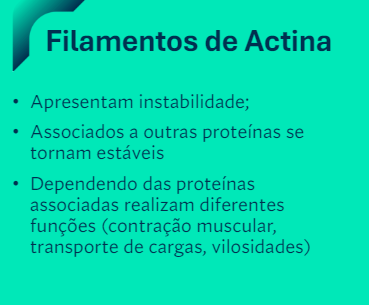 Filamentos de Actina
• Apresentam instabilidade;
• Associados a outras proteínas se
tornam estáveis
• Dependendo das proteínas
associadas realizam diferentes
funções (contração muscular,
transporte de cargas, vilosidades)